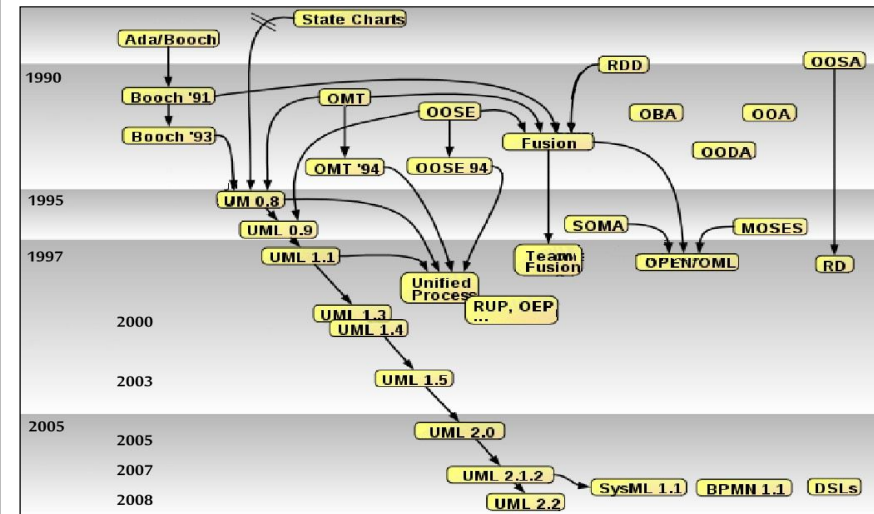 State Charts
Ada/Booch
OOSA
RDD
1990
Booch '91
OMT
OOSE
OBA
OOA
Booch '93
Fusion
OODA
OMT '94
OOSE 94
1995
UM 0.8
SOMA
MOSES
UML 0.9
1997
UML 1.1
Team
Fusion
OPEN/OML
RD
Unified
Process
RUP, OEP
...
UML 1.3
2000
UML 1.4
2003
UML 1.5
2005
UML 2.0
2005
2007
UML 2.1.2
SysML 1.1
BPMN 1.1
DSLs
2008
UML 2.2